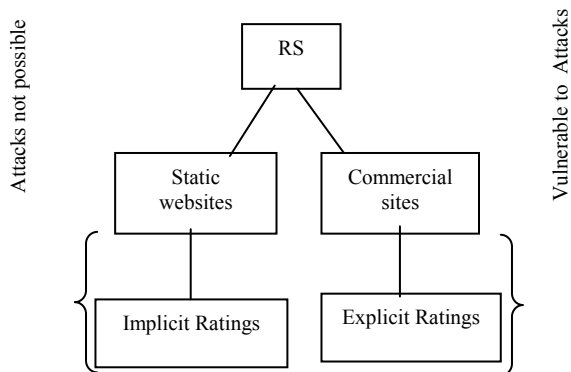 RS
Attacks not possible
Vulnerable to Attacks
Static
websites
Commercial
sites
Implicit Ratings
Explicit Ratings